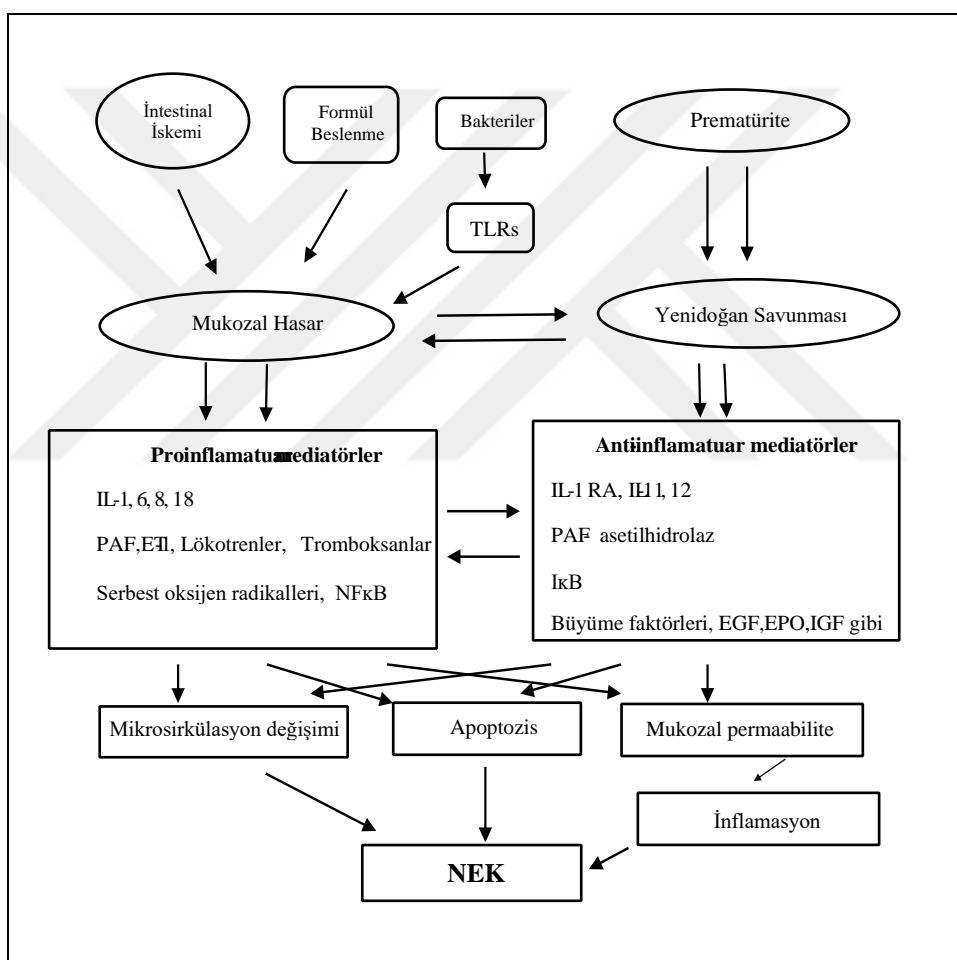 İntestinal
İskemi
Formül
Beslenme
Bakteriler
Prematürite
TLRs
Mukozal Hasar
Yenidoğan Savunması
Proinflamatuar mediatörler
IL-1, 6, 8, 18
PAF,ET-1, Lökotrenler, Tromboksanlar
Serbest oksijen radikalleri, NFκB
Anti-inflamatuar mediatörler
IL-1 RA, IL-11, 12
PAF- asetilhidrolaz
IκB
Büyüme faktörleri, EGF,EPO,IGF gibi
Mikrosirkülasyon değişimi
Apoptozis
Mukozal permaabilite
İnflamasyon
NEK